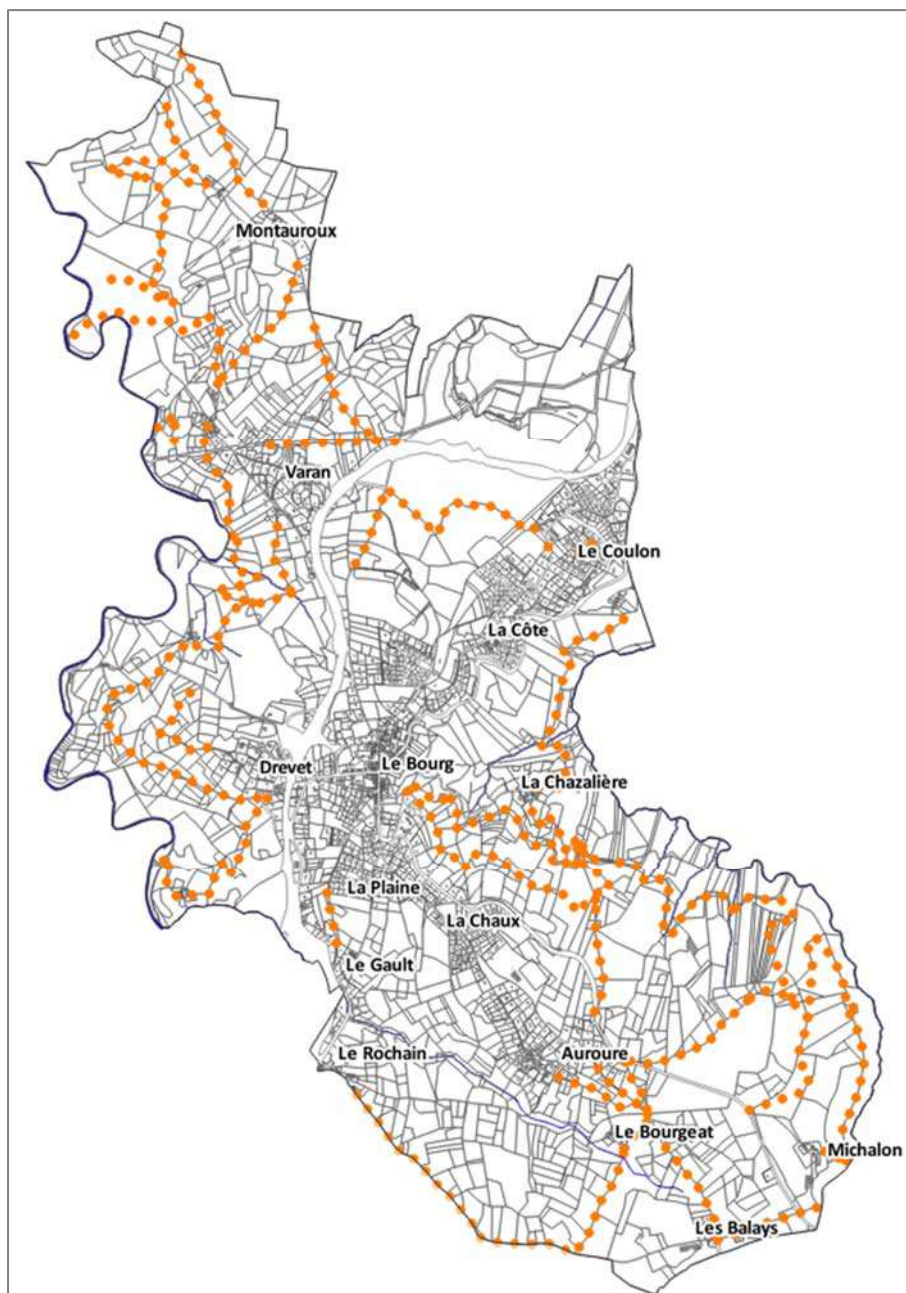 Montauroux
Varan
Le Coulon
La Côte
Drevet
Le Bourg
La Chazalière
La Plaine
La Chaux
Le Gault
Le Rochain
Auroure
Le Bourgeat
Michalon
Les Balays